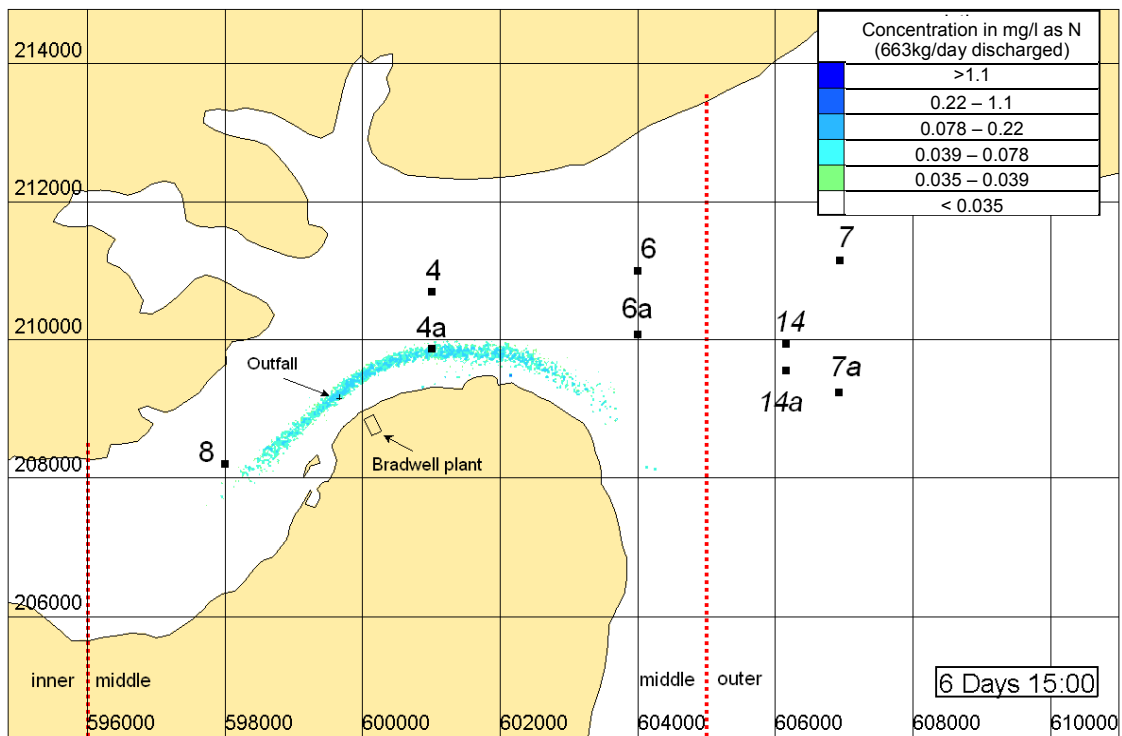 Concentration in mg/l as N
(663kg/day discharged)
>1.1
0.22 – 1.1
0.078 – 0.22
0.039 – 0.078
0.035 – 0.039
< 0.035
214000
212000
210000
208000
206000
7
6
4
6a
14
4a
7a
14a
Outfall
8
Bradwell plant
inner
middle
middle
outer
6 Days 15:00
596000
598000
600000
602000
604000
606000
608000
610000